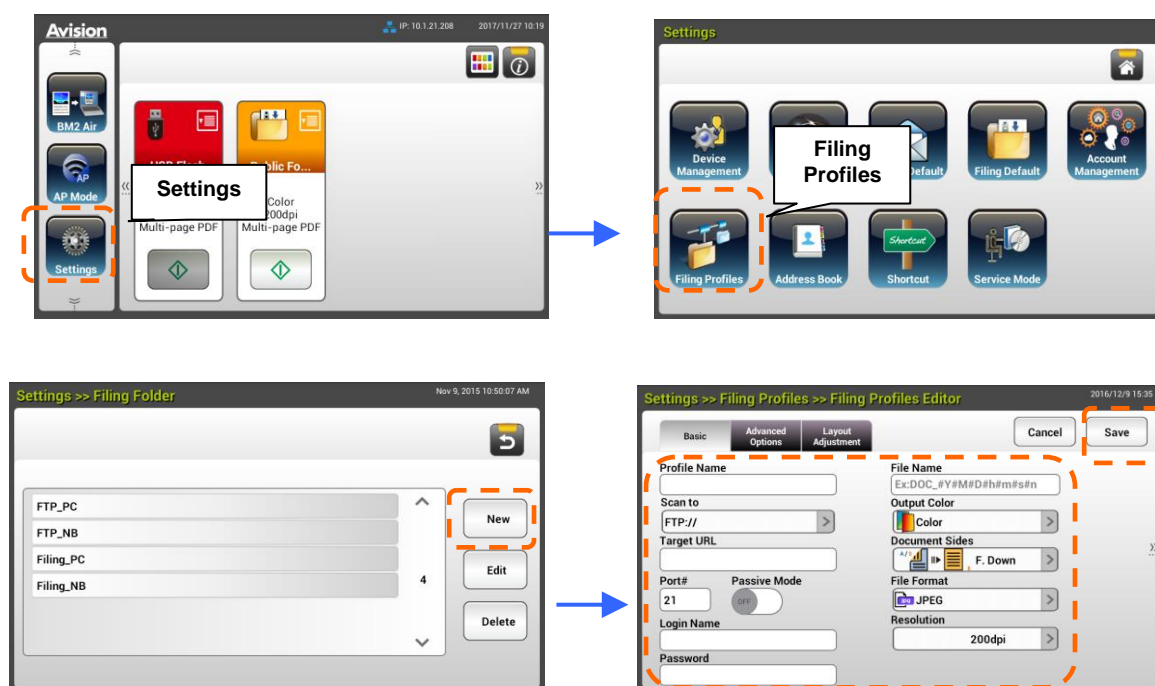 Avision
IP: 10.1.21.208
2017/11/27 10:19
BM2 Air
AP
AP Mode
Settings
Settings
Color
200dpi
Multi-page PDF
Multi-page PDF
Settings
Device
Management
Filing
Profiles
Default
Filing Default
Account
Management
Filing Profiles
Address Book
Shortcut
Shortcut
Service Mode
Settings >> Filing Folder
Nov 9, 2015 10:50:07 AM
FTP_PC
FTP_NB
Filing_PC
Filing_NB
4
New
Edit
Delete
Settings >> Filing Profiles >> Filing Profiles Editor
2016/12/9 15:35
Basic
Advanced
Options
Layout
Adjustment
Cancel
Save
Profile Name
Scan to
FTP://
Target URL
Port#
Passive Mode
21
OFF
Login Name
Password
File Name
Ex:DOC_#Y#M#D#h#m#s#n
Output Color
Color
Document Sides
F. Down
File Format
JPEG
Resolution
200dpi